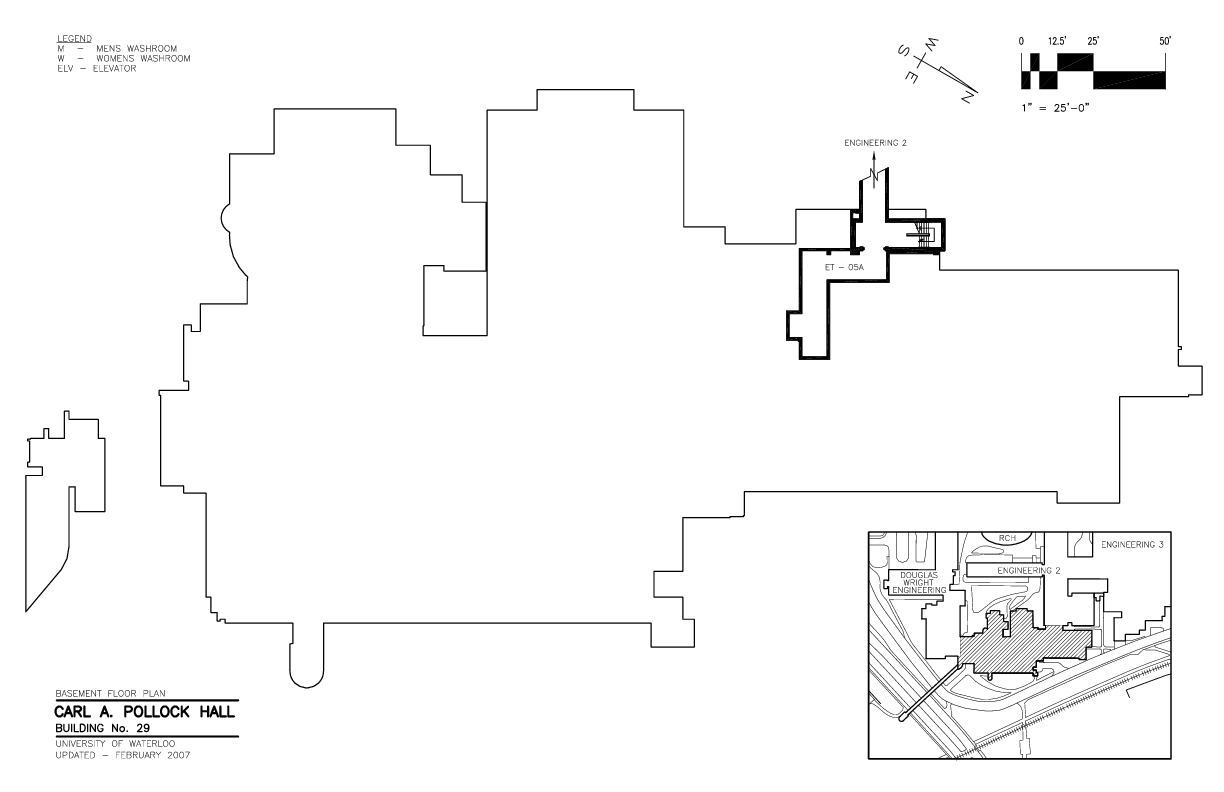 LEGEND
M - MENS WASHROOM
W - WOMENS WASHROOM
ELV - ELEVATOR
S W
E N
0 12.5' 25' 50'
1" = 25'-0"
ENGINEERING 2
N
ET - 05A
RCH
ENGINEERING 3
ENGINEERING 2
DOUGLAS
WRIGHT
ENGINEERING
BASEMENT FLOOR PLAN
CARL A. POLLOCK HALL
BUILDING No. 29
UNIVERSITY OF WATERLOO
UPDATED - FEBRUARY 2007